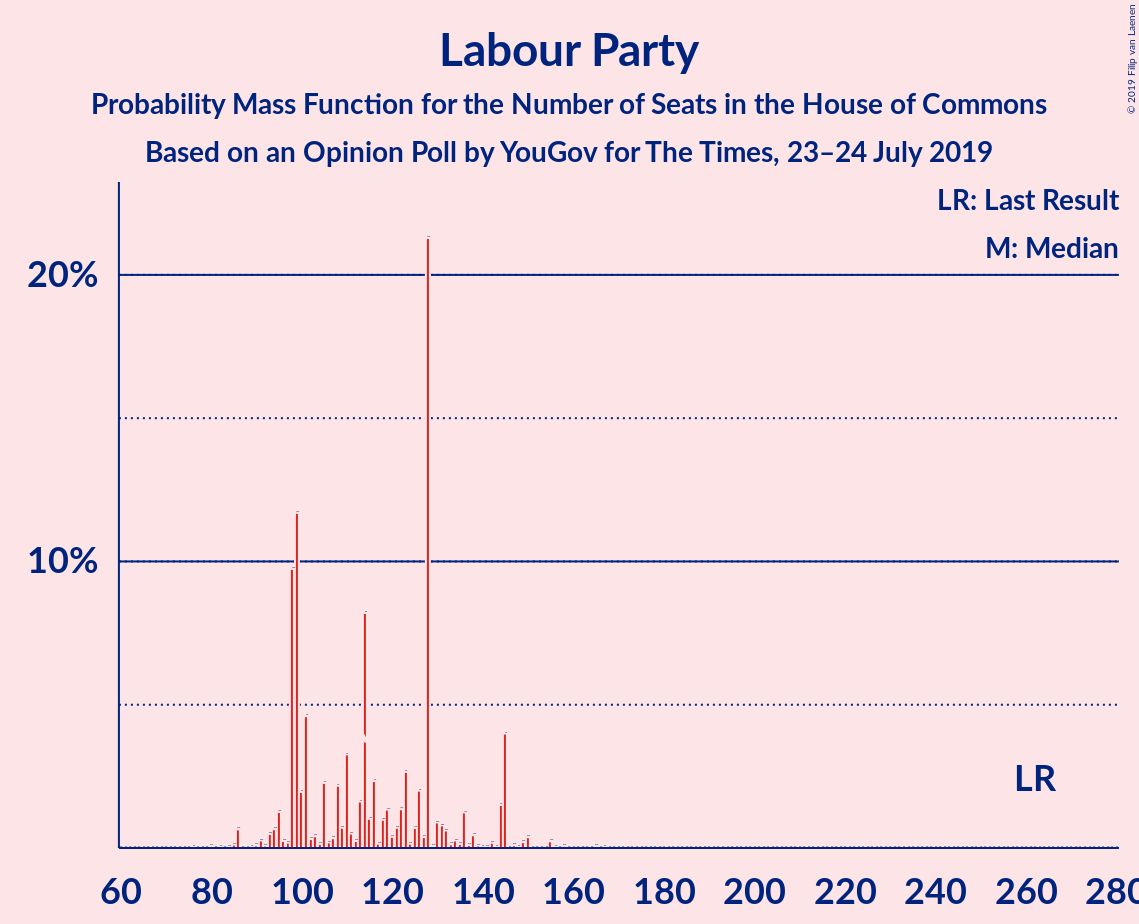 © 2019 Filip van Laenen
Labour Party
Probability Mass Function for the Number of Seats in the House of Commons
Based on an Opinion Poll by YouGov for The Times, 23–24 July 2019
LR: Last Result
M: Median
20%
10%
LR
60 80 100 120 140 160 180 200 220 240 260 280